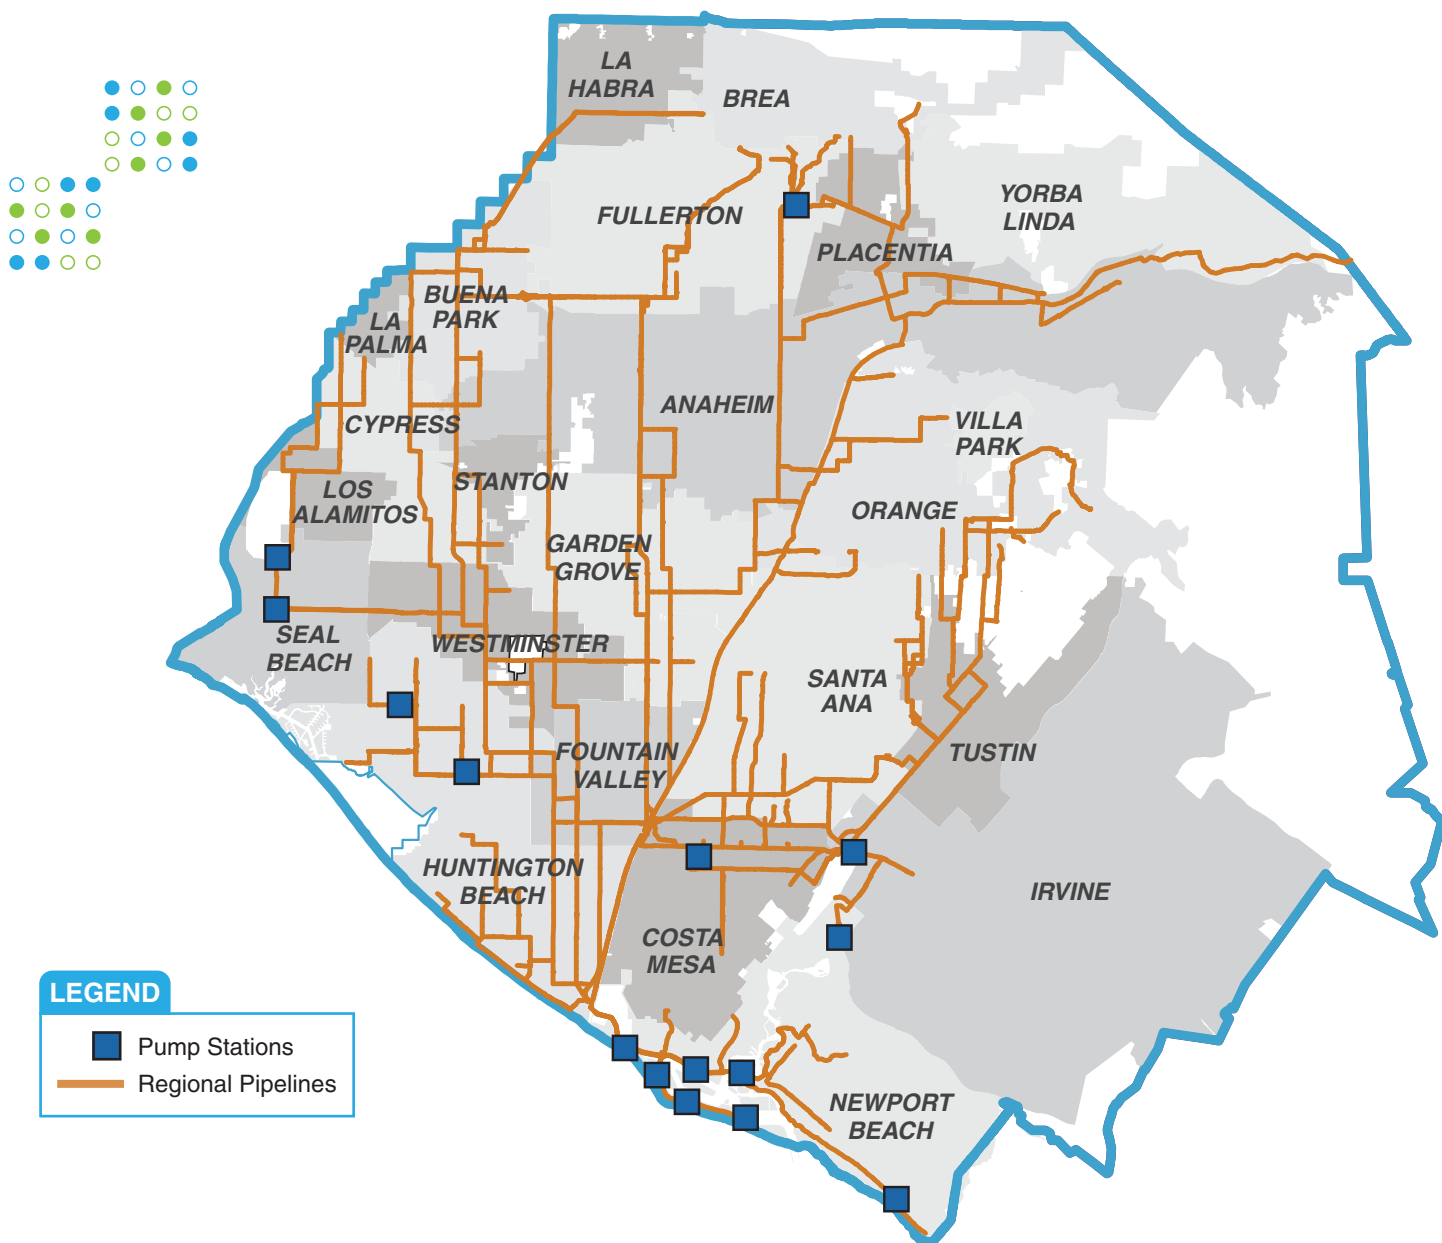 LA
HABRA
BREA
YORBA
LINDA
FULLERTON
PLACENTIA
BUENA
PARK
LA
PALMA
ANAHEIM
CYPRESS
VILLA
PARK
STANTON
LOS
ALAMITOS
ORANGE
GARDEN
GROVE
SEAL
BEACH
WESTMINSTER
SANTA
ANA
FOUNTAIN
VALLEY
TUSTIN
HUNTINGTON
BEACH
IRVINE
COSTA
MESA
NEWPORT
BEACH
LEGEND
Pump Stations
Regional Pipelines